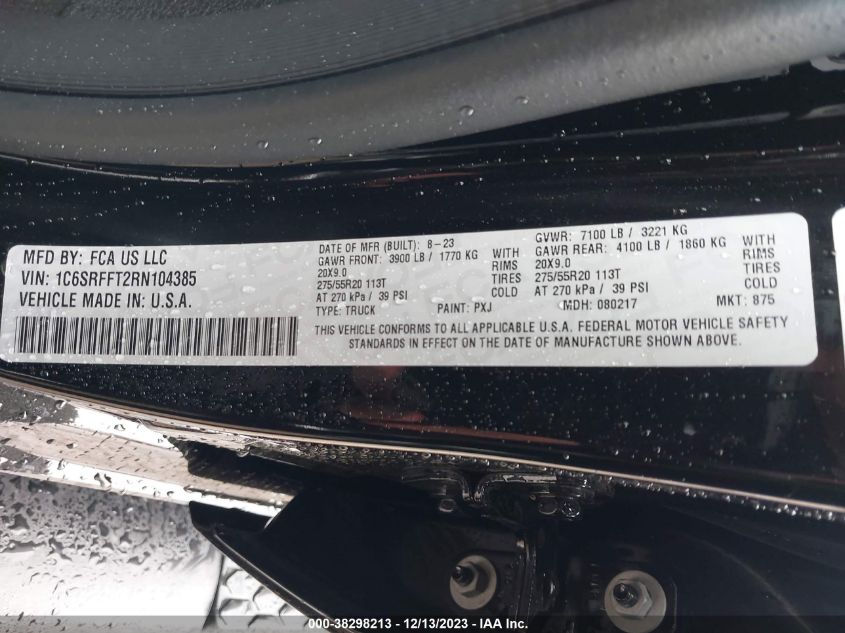 MFD BY: FCA US LLC
VIN: 1C6SRFFT2RN104385
VEHICLE MADE IN: U.S.A.
DATE OF MFR (BUILT): 8-23
GAWR FRONT: 3900 LB / 1770 KG WITH
20X9.0 RIMS
275/55R20 113T TIRES
AT 270 kPa / 39 PSI COLD
TYPE: TRUCK PAINT: PXJ
GVWR: 7100 LB / 3221 KG
GAWR REAR: 4100 LB / 1860 KG WITH
20X9.0 RIMS
275/55R20 113T TIRES
AT 270 kPa / 39 PSI COLD
MDH: 080217 MKT: 875
THIS VEHICLE CONFORMS TO ALL APPLICABLE U.S.A. FEDERAL MOTOR VEHICLE SAFETY
STANDARDS IN EFFECT ON THE DATE OF MANUFACTURE SHOWN ABOVE.
000-38298213 - 12/13/2023 - IAA Inc.